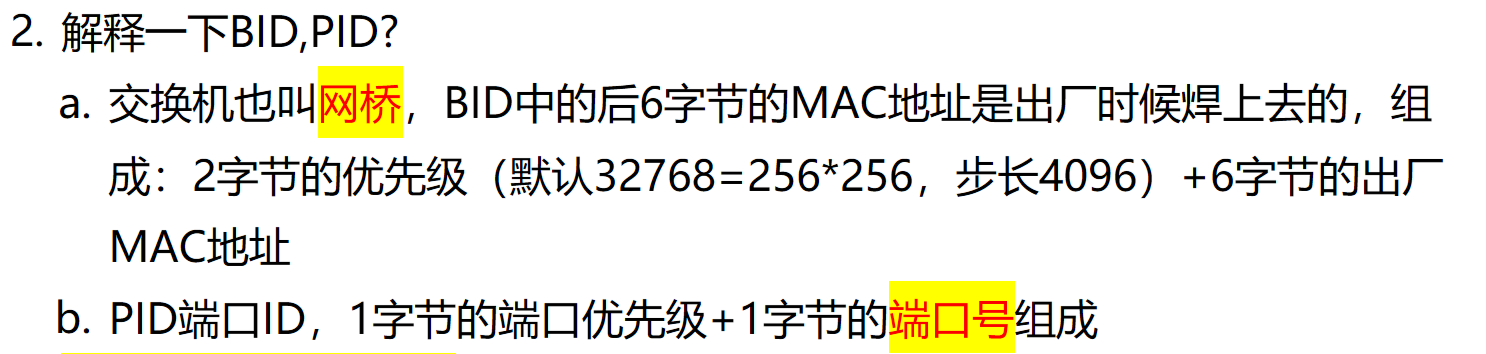 2. 解释一下BID,PID?
a. 交换机也叫网桥，BID中的后6字节的MAC地址是出厂时候焊上去的，组
成：2字节的优先级（默认32768=256*256，步长4096）+6字节的出厂
MAC地址
b. PID端口ID，1字节的端口优先级+1字节的端口号组成